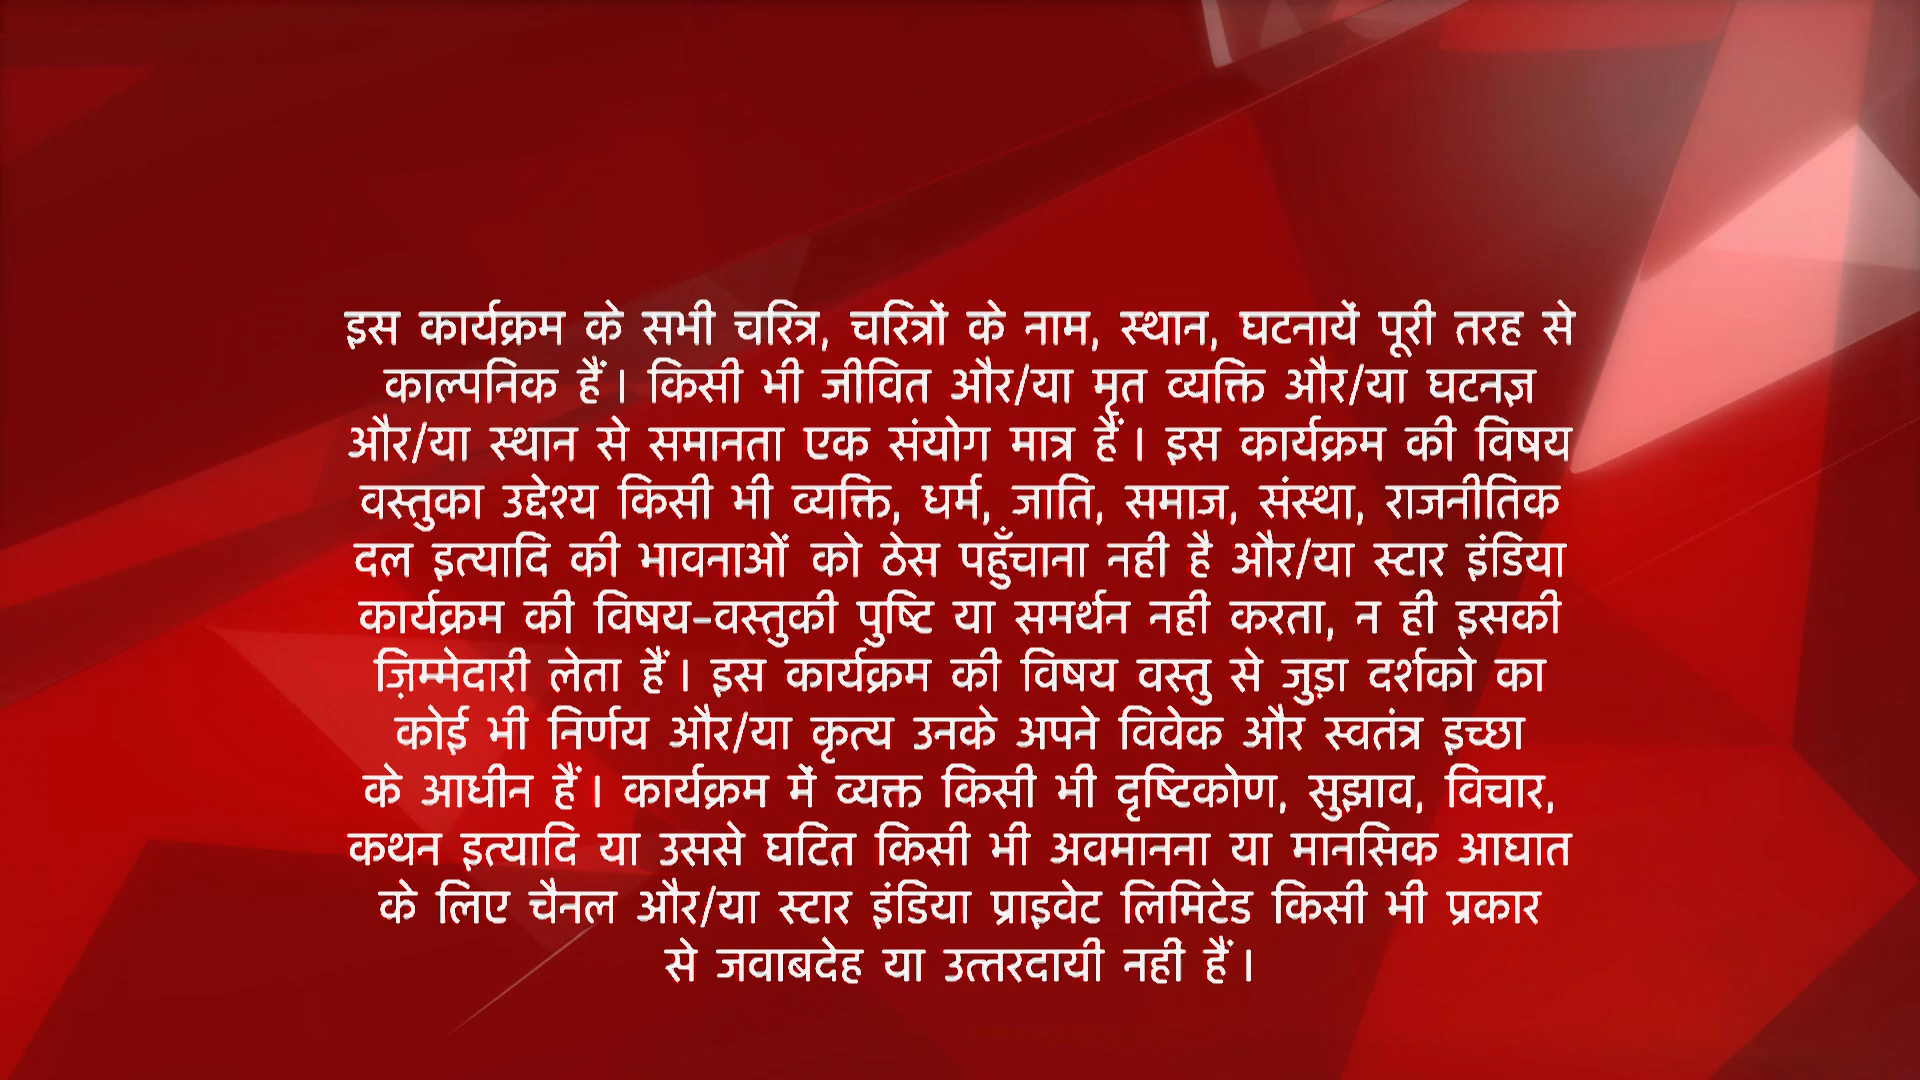 इस कार्यक्रम के सभी चरित्र, चरित्रों के नाम, स्थान, घटनायें पूरी तरह से
काल्पनिक हैं। किसी भी जीवित और/या मृत व्यक्ति और/या घटनज्ञ
और/या स्थान से समानता एक संयोग मात्र हैं। इस कार्यक्रम की विषय
वस्तुका उद्देश्य किसी भी व्यक्ति, धर्म, जाति, समाज, संस्था, राजनीतिक
दल इत्यादि की भावनाओं को ठेस पहुँचाना नही है और/या स्टार इंडिया
कार्यक्रम की विषय-वस्तुकी पुष्टि या समर्थन नही करता, न ही इसकी
ज़िम्मेदारी लेता हैं। इस कार्यक्रम की विषय वस्तु से जुड़ा दर्शको का
कोई भी निर्णय और/या कृत्य उनके अपने विवेक और स्वतंत्र इच्छा
के आधीन हैं। कार्यक्रम में व्यक्त किसी भी दृष्टिकोण, सुझाव, विचार,
कथन इत्यादि या उससे घटित किसी भी अवमानना या मानसिक आघात
के लिए चैनल और/या स्टार इंडिया प्राइवेट लिमिटेड किसी भी प्रकार
से जवाबदेह या उत्तरदायी नही हैं।